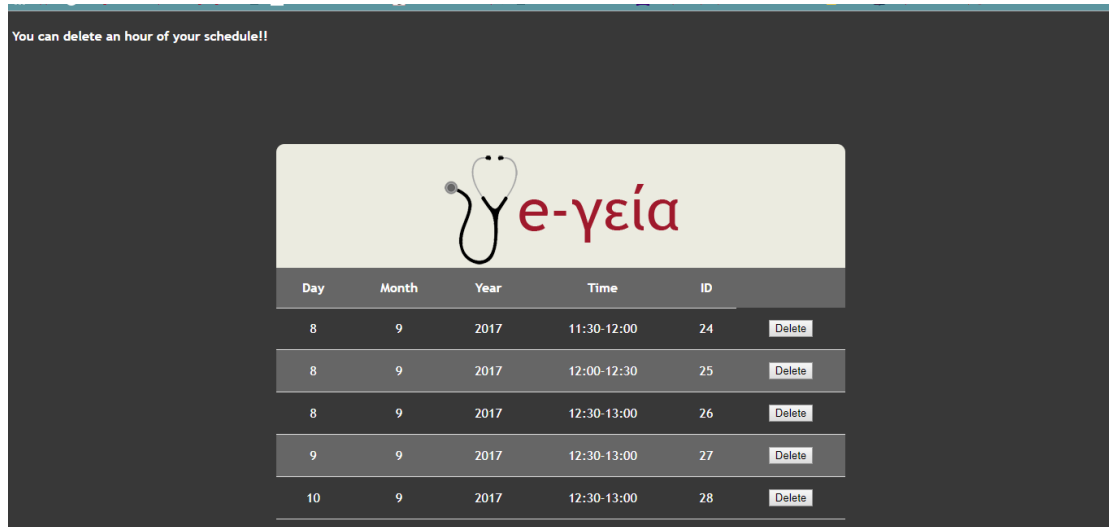 You can delete an hour of your schedule!!
e-γεία
Day Month Year Time ID
8 9 2017 11:30-12:00 24 Delete
8 9 2017 12:00-12:30 25 Delete
8 9 2017 12:30-13:00 26 Delete
9 9 2017 12:30-13:00 27 Delete
10 9 2017 12:30-13:00 28 Delete